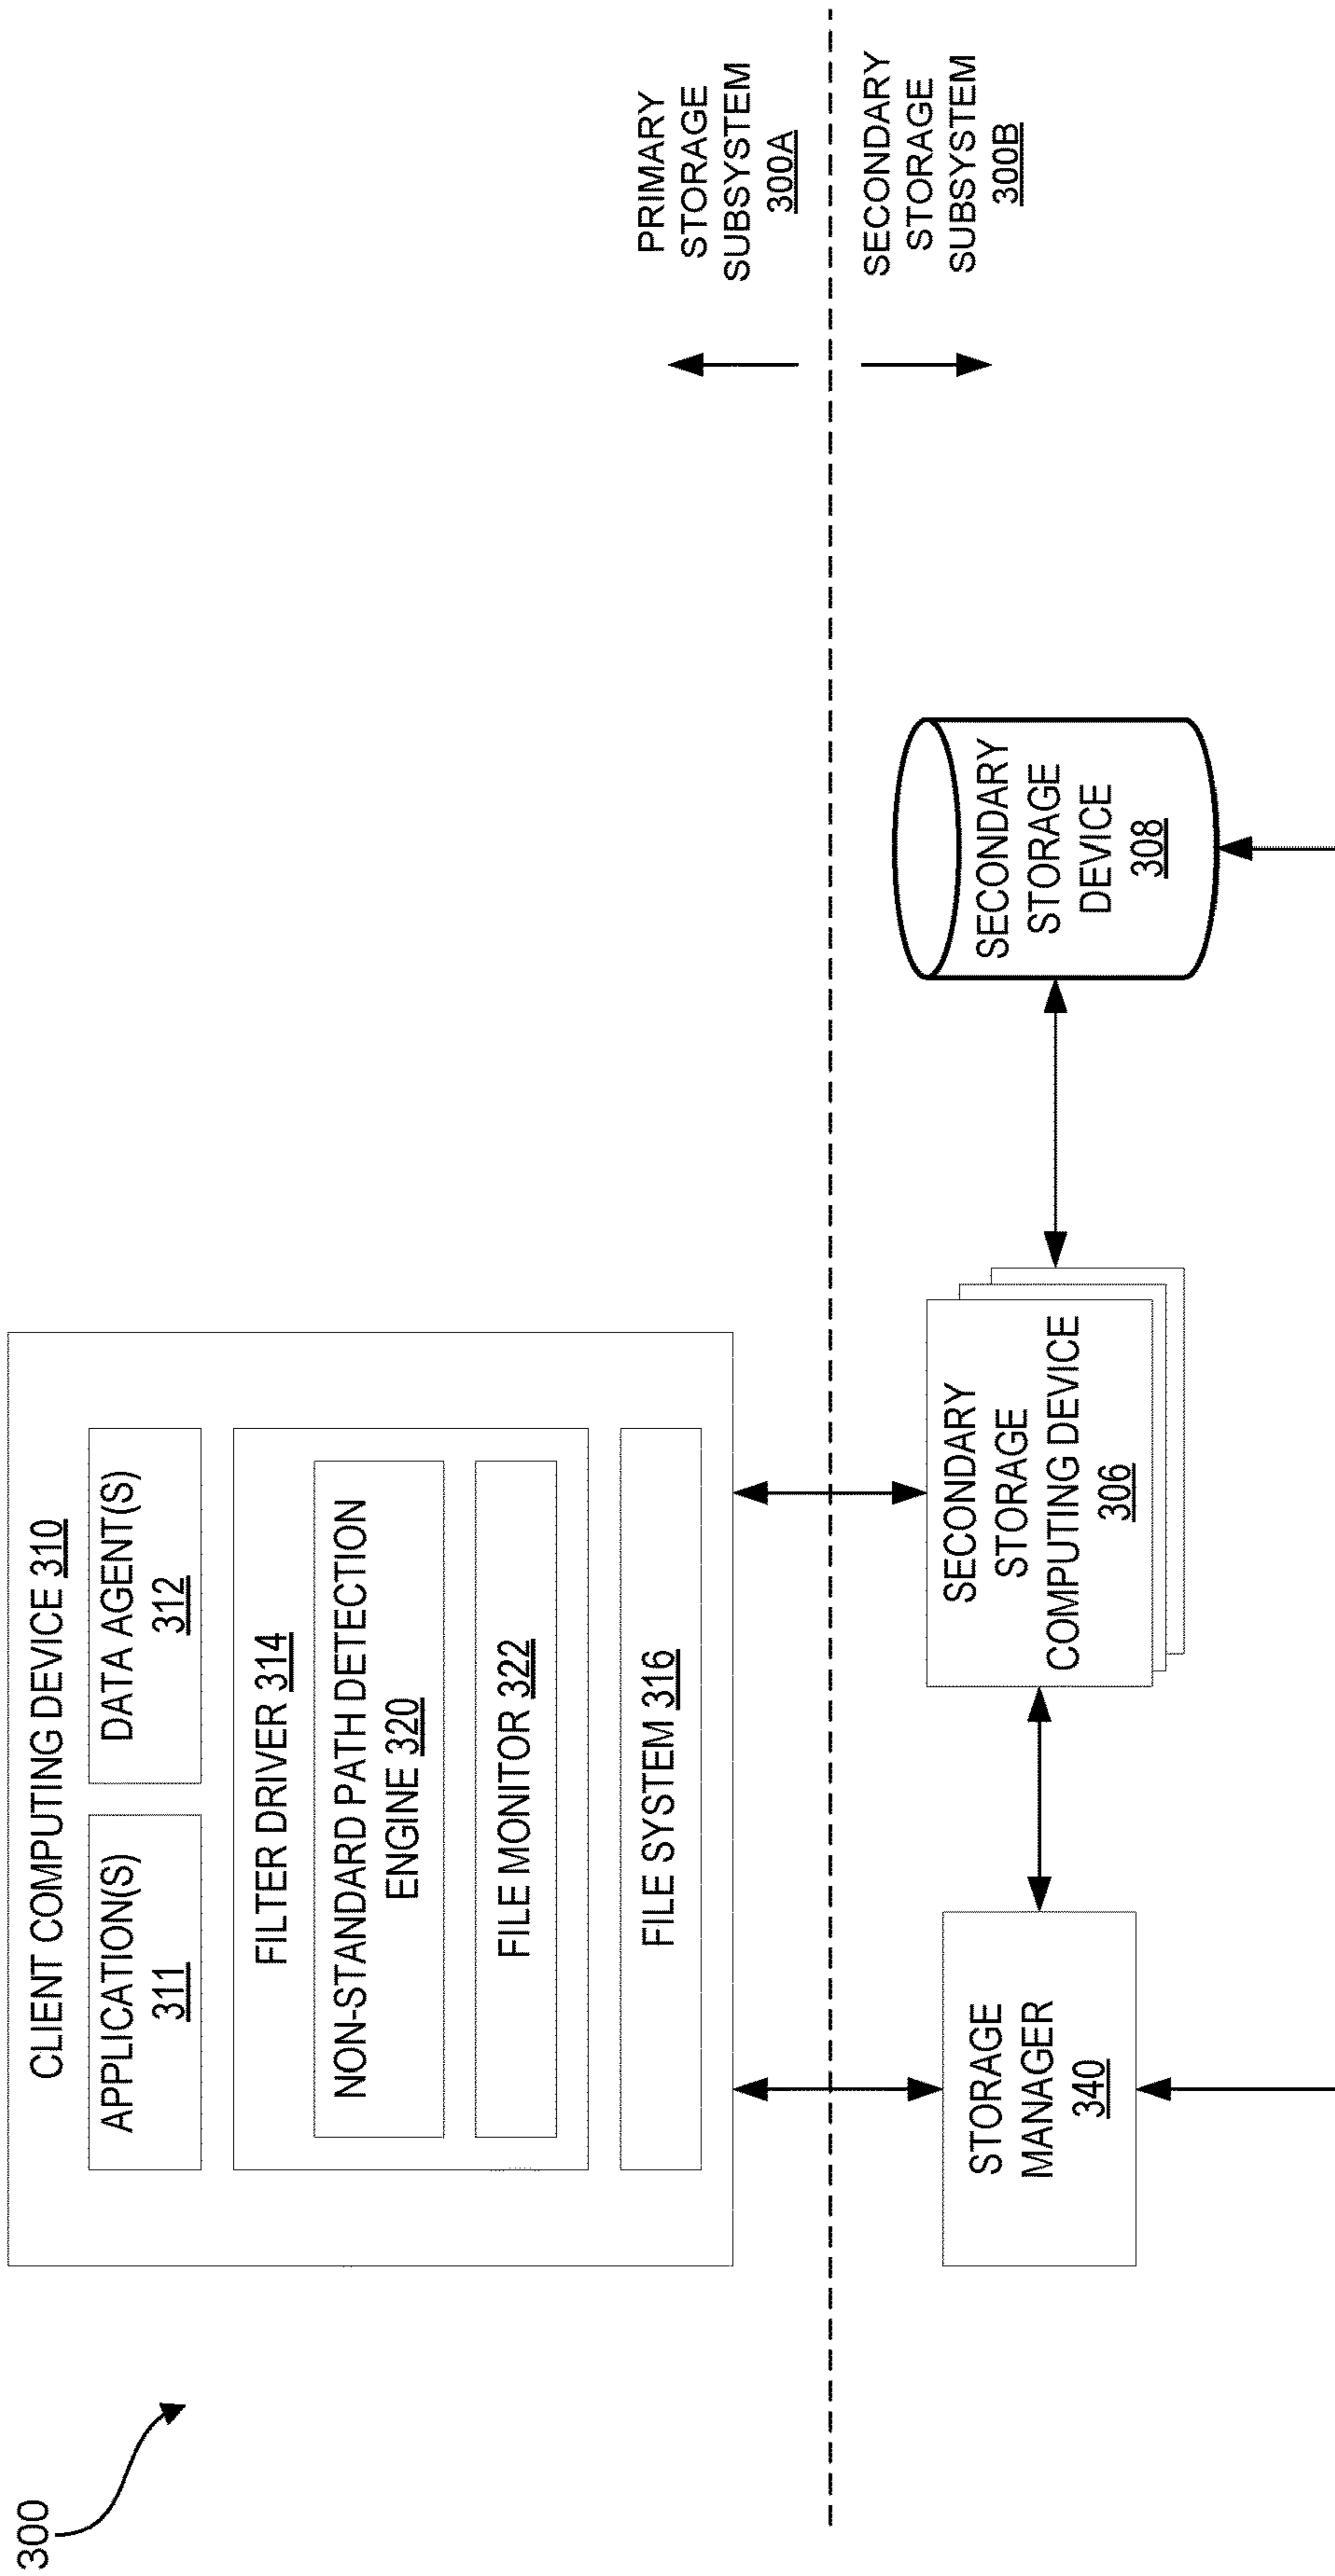 300
CLIENT COMPUTING DEVICE 310
APPLICATION(S)
311
DATA AGENT(S)
312
FILTER DRIVER 314
NON-STANDARD PATH DETECTION
ENGINE 320
FILE MONITOR 322
FILE SYSTEM 316
PRIMARY
STORAGE
SUBSYSTEM
300A
SECONDARY
STORAGE
SUBSYSTEM
300B
STORAGE
MANAGER
340
SECONDARY
STORAGE
COMPUTING DEVICE
306
SECONDARY
STORAGE
DEVICE
308